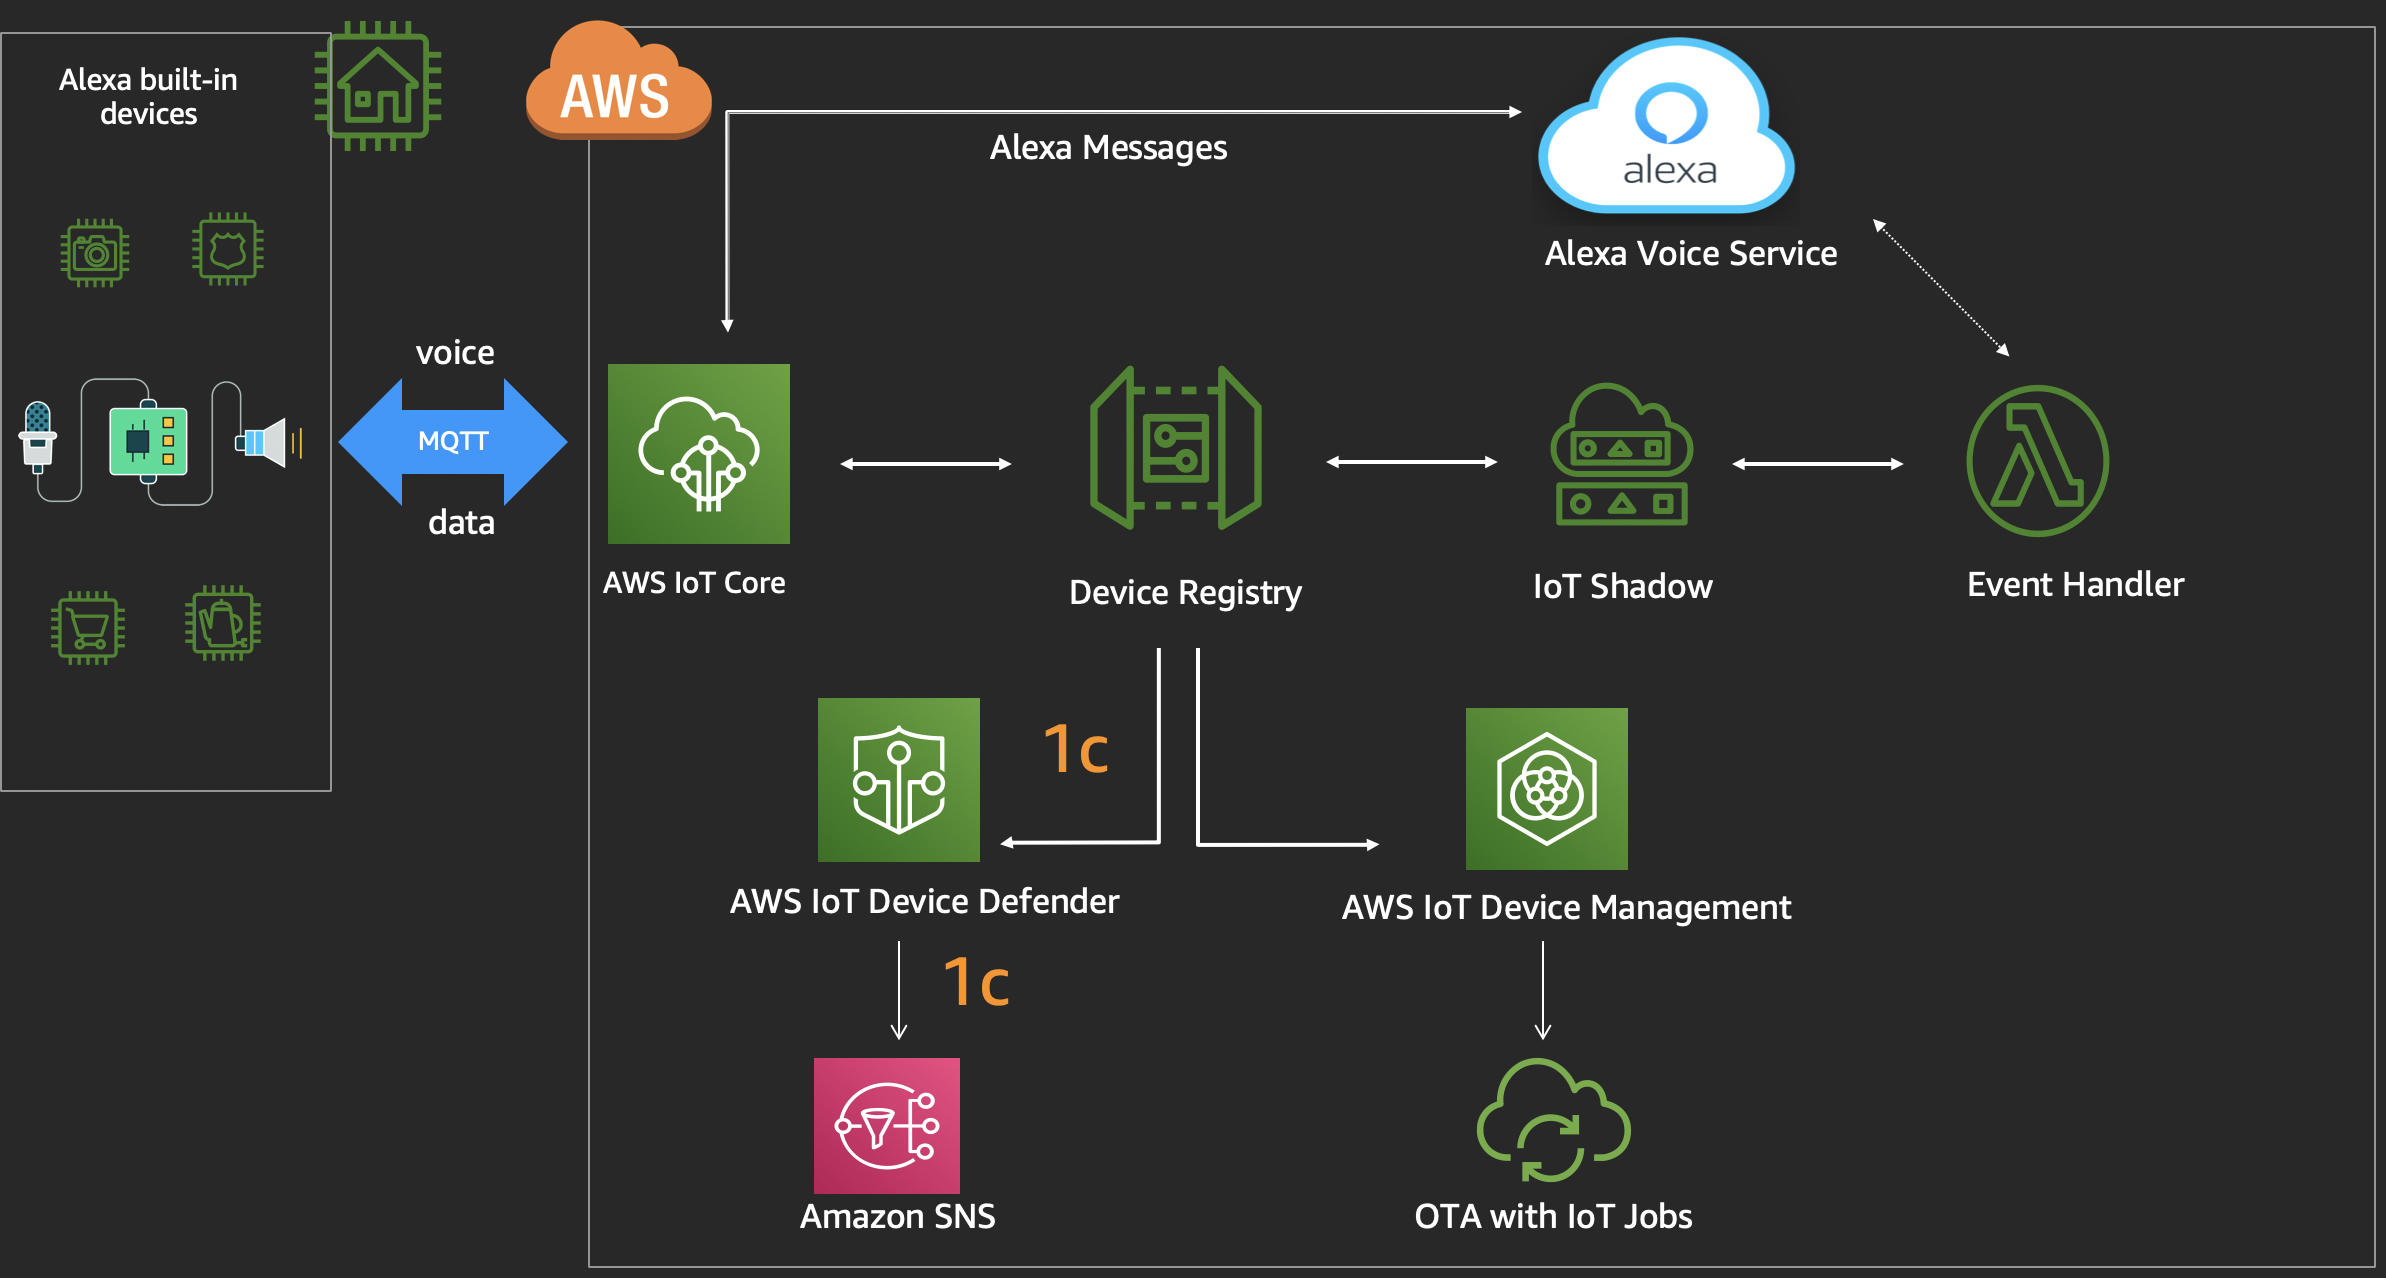 Alexa built-in
devices
AWS
alexa
Alexa Messages
Alexa Voice Service
voice
MQTT
data
AWS IoT Core
Device Registry
IoT Shadow
Event Handler
1c
AWS IoT Device Defender
AWS IoT Device Management
1c
Amazon SNS
OTA with IoT Jobs